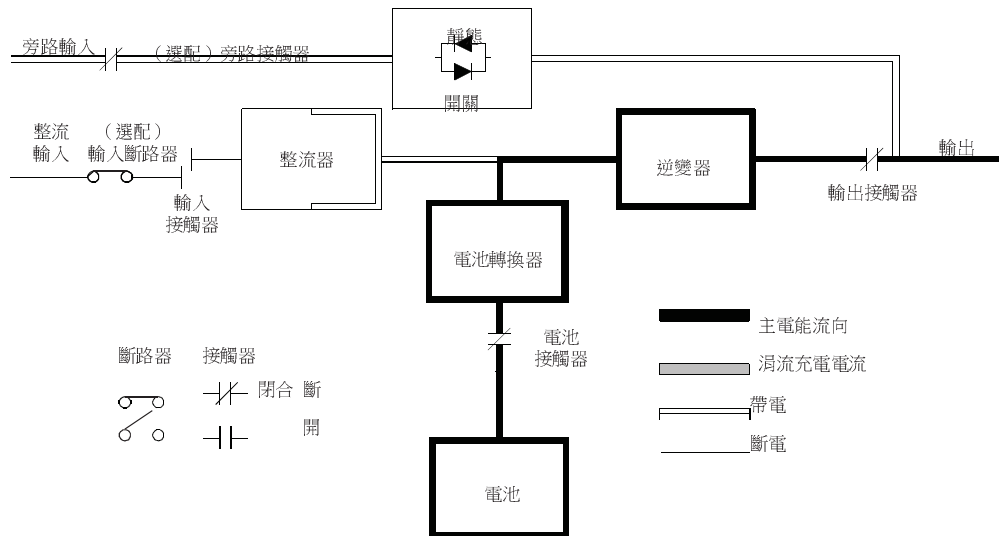 靜態
旁路輸入
（選配）旁路接觸器
開關
整流
輸入
（選配）
輸入斷路器
整流器
逆變器
輸出
輸入
接觸器
輸出接觸器
電池轉換器
主電能流向
電池
接觸器
斷路器
接觸器
涓流充電電流
閉合 斷
帶電
開
斷電
電池